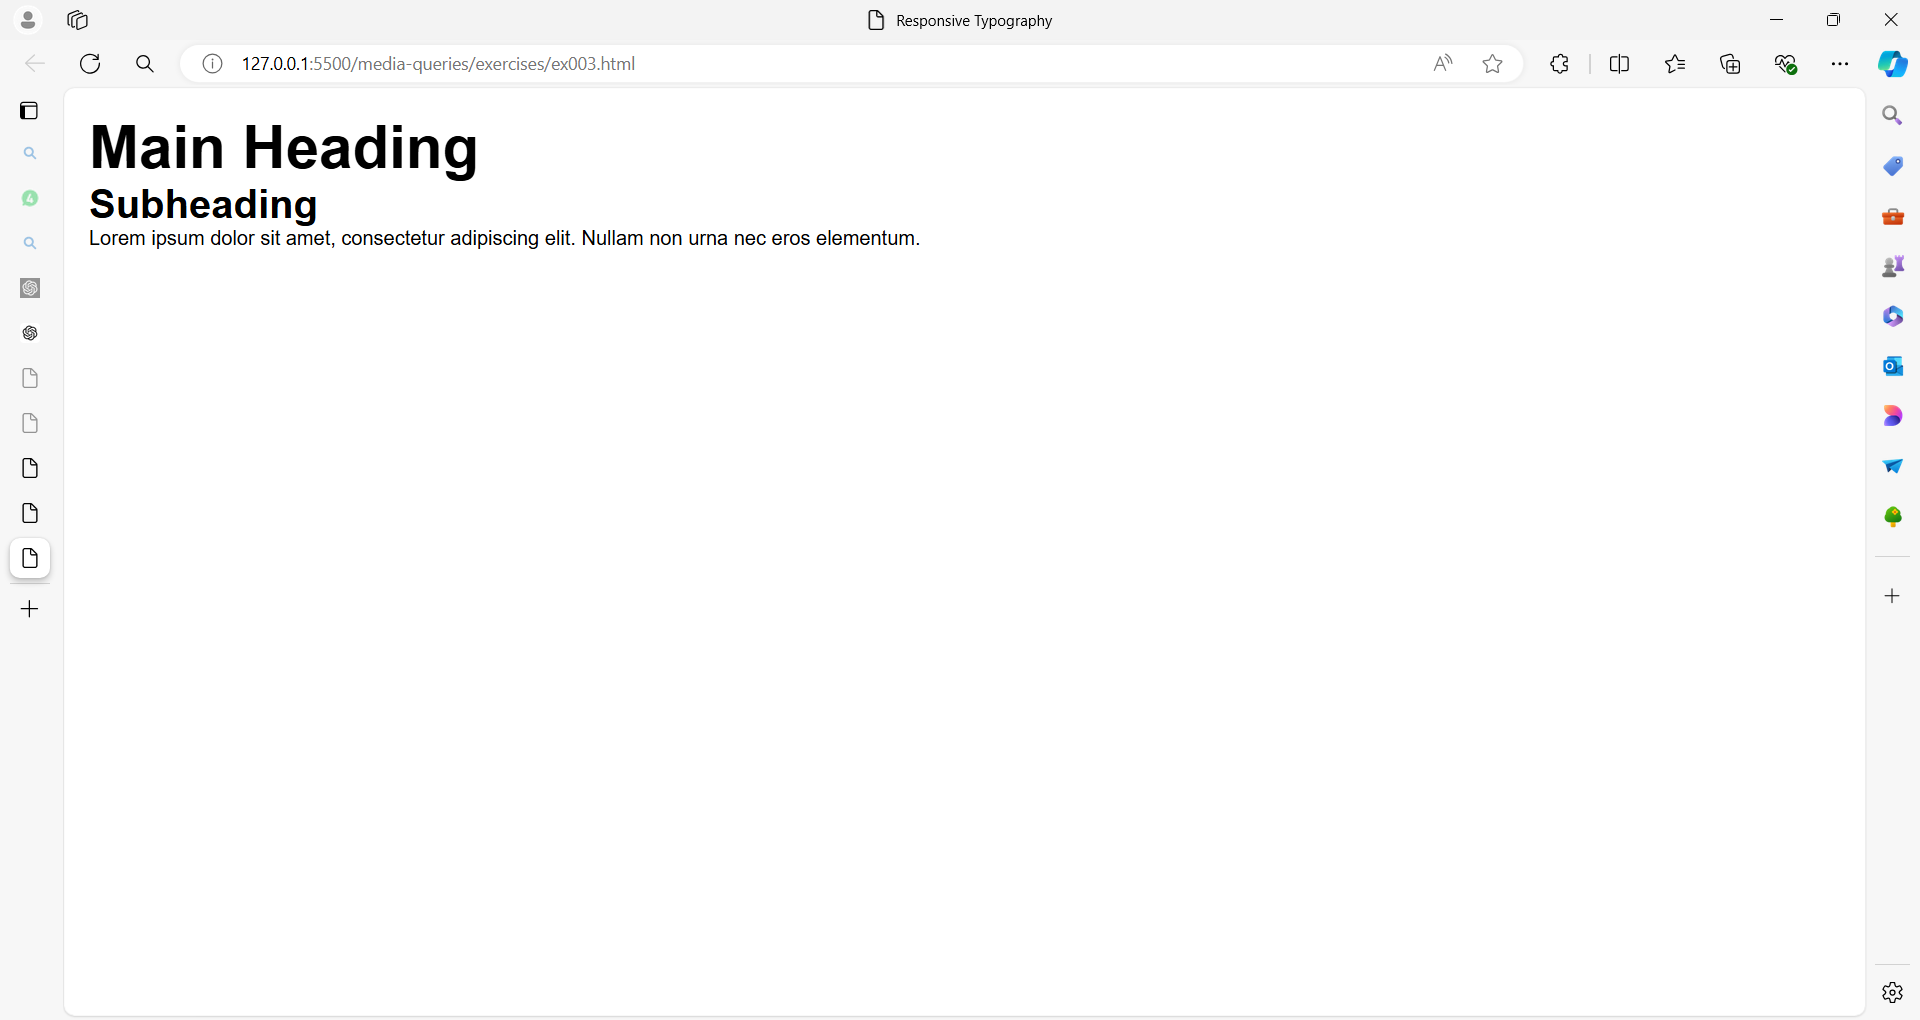 Responsive Typography
127.0.0.1:5500/media-queries/exercises/ex003.html
Main Heading
Subheading
Lorem ipsum dolor sit amet, consectetur adipiscing elit. Nullam non urna nec eros elementum.
4